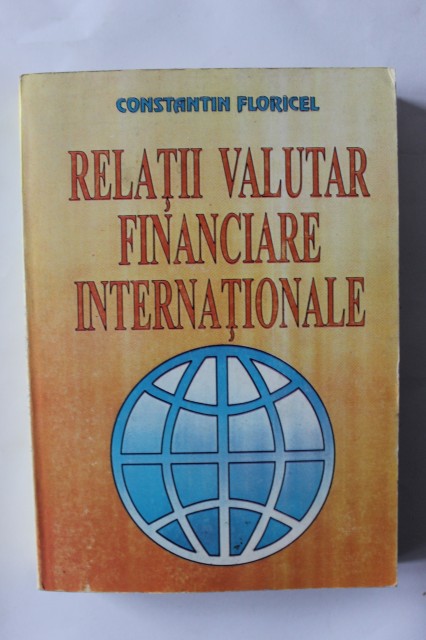 CONSTANTIN FLORICEL
RELAȚII VALUTAR
FINANCIARE
INTERNAȚIONALE